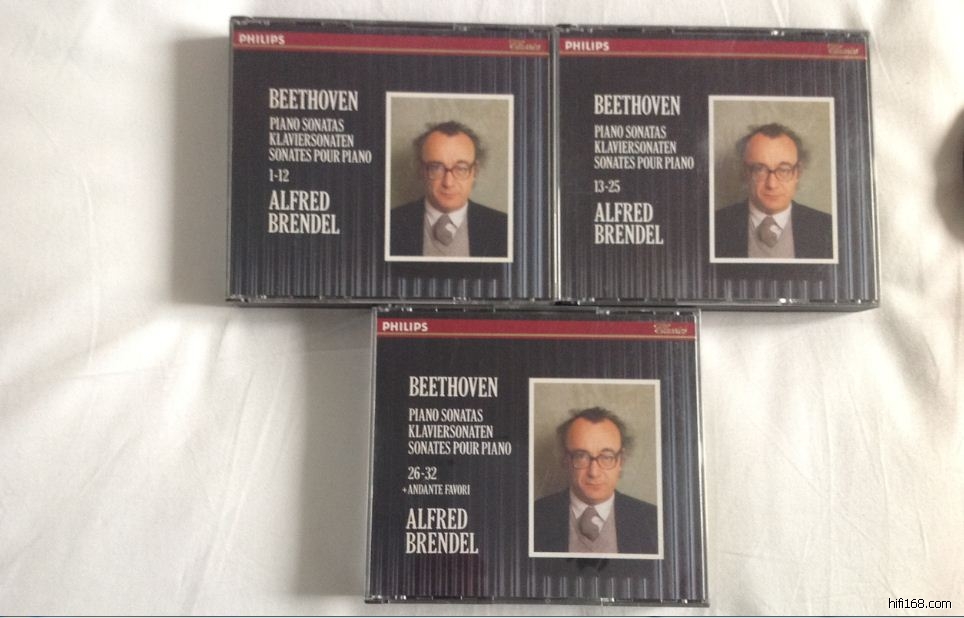 PHILIPS
Classics
BEETHOVEN
PIANO SONATAS
KLAVIERSONATEN
SONATES POUR PIANO
1-12
ALFRED
BRENDEL
PHILIPS
Classics
BEETHOVEN
PIANO SONATAS
KLAVIERSONATEN
SONATES POUR PIANO
13-25
ALFRED
BRENDEL
PHILIPS
Classics
BEETHOVEN
PIANO SONATAS
KLAVIERSONATEN
SONATES POUR PIANO
26-32
+ANDANTE FAVORI
ALFRED
BRENDEL
hifi168.com